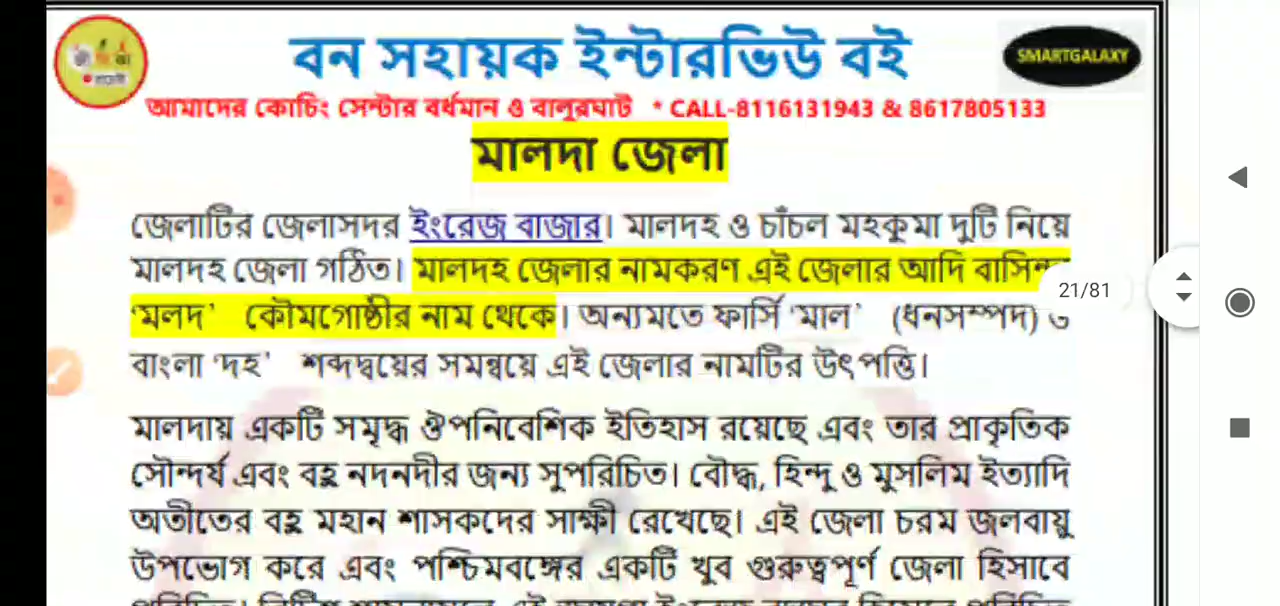 বন সহায়ক ইন্টারভিউ বই
SMARTGALAXY
আমাদের কোচিং সেন্টার বর্ধমান ও বালুরঘাট * CALL-8116131943 & 8617805133
মালদা জেলা
জেলাটির জেলাসদর ইংরেজ বাজার। মালদহ ও চাঁচল মহকুমা দুটি নিয়ে
মালদহ জেলা গঠিত। মালদহ জেলার নামকরণ এই জেলার আদি
21/81
'মলদ' কৌমগোষ্ঠীর নাম থেকে। অন্যমতে ফার্সি 'মাল' (ধনসম্পদ) ও
বাংলা 'দহ' শব্দদ্বয়ের সমন্বয়ে এই জেলার নামটির উৎপত্তি।
মালদায় একটি সমৃদ্ধ ঔপনিবেশিক ইতিহাস রয়েছে এবং তার প্রাকৃতিক
সৌন্দর্য এবং বহু নদনদীর জন্য সুপরিচিত। বৌদ্ধ, হিন্দু ও মুসলিম ইত্যাদি
অতীতের বহু মহান শাসকদের সাক্ষী রেখেছে। এই জেলা চরম জলবায়ু
উপভোগ করে এবং পশ্চিমবঙ্গের একটি খুব গুরুত্বপূর্ণ জেলা হিসাবে